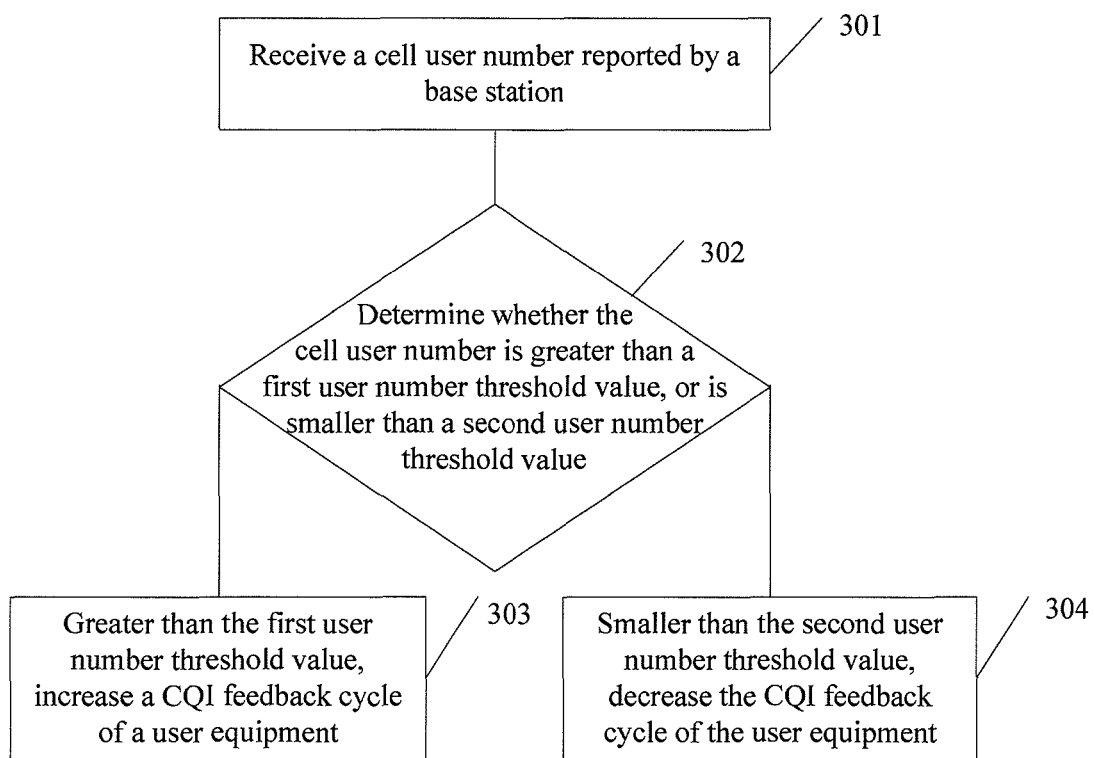 Receive a cell user number reported by a
base station
301
302
Determine whether the
cell user number is greater than a
first user number threshold value, or is
smaller than a second user number
threshold value
Greater than the first user
number threshold value,
increase a CQI feedback cycle
of a user equipment
303
Smaller than the second user
number threshold value,
decrease the CQI feedback
cycle of the user equipment
304